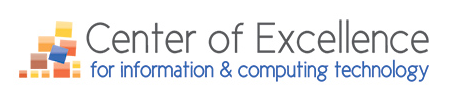 Center of Excellence
for information & computing technology